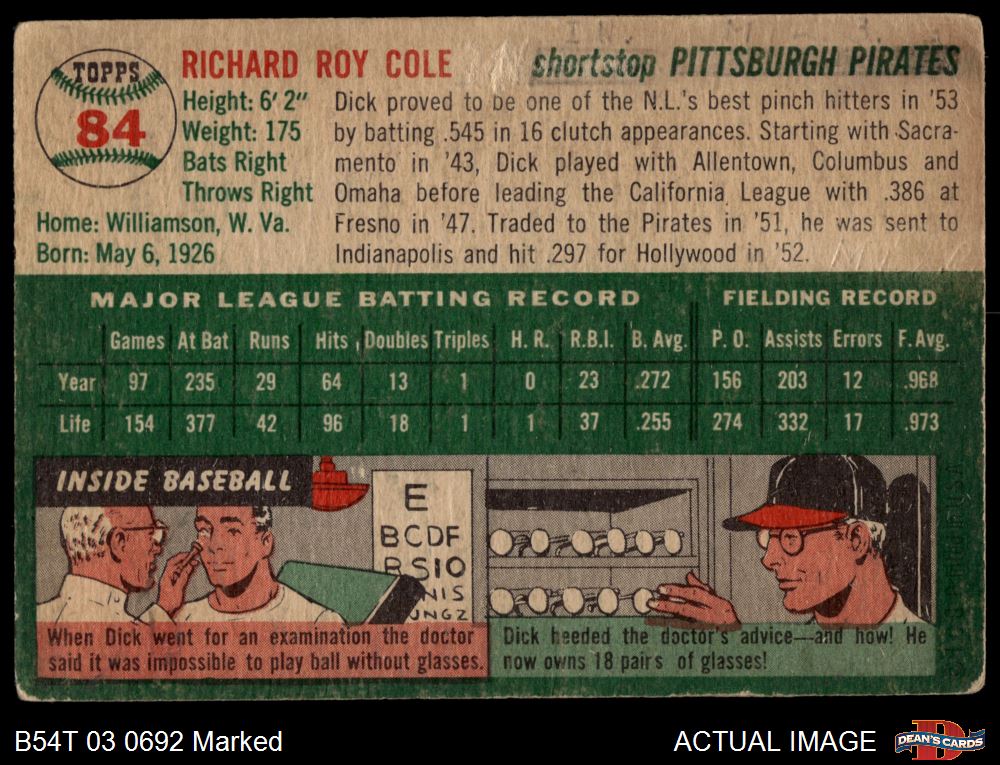 TOPPS
84
RICHARD ROY COLE
shortstop PITTSBURGH PIRATES
Height: 6' 2"
Weight: 175
Bats Right
Throws Right
Home: Williamson, W. Va.
Born: May 6, 1926
Dick proved to be one of the N.L.'s best pinch hitters in '53
by batting .545 in 16 clutch appearances. Starting with Sacra-
mento in '43, Dick played with Allentown, Columbus and
Omaha before leading the California League with .386 at
Fresno in '47. Traded to the Pirates in '51, he was sent to
Indianapolis and hit .297 for Hollywood in '52.
MAJOR LEAGUE BATTING RECORD FIELDING RECORD
Games At Bat Runs Hits Doubles Triples H. R. R.B.I. B. Avg. P. O. Assists Errors F. Avg.
Year 97 235 29 64 13 1 0 23 .272 156 203 12 .968
Life 154 377 42 96 18 1 1 37 .255 274 332 17 .973
INSIDE BASEBALL
E
BCDF
BSIO
NIS
UNGZ
When Dick went for an examination the doctor
said it was impossible to play ball without glasses.
Dick heeded the doctor's advice—and how! He
now owns 18 pairs of glasses!
B54T 03 0692 Marked
ACTUAL IMAGE
DEAN'S CARDS